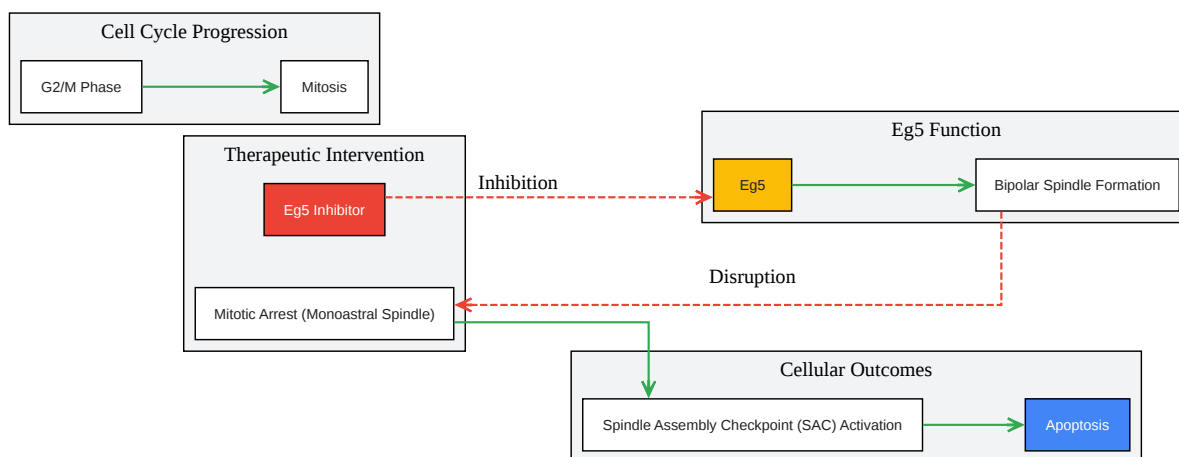 Cell Cycle Progression
G2/M Phase
Mitosis
Therapeutic Intervention
Eg5 Inhibitor
Inhibition
Eg5 Function
Eg5
Bipolar Spindle Formation
Disruption
Mitotic Arrest (Monoastral Spindle)
Cellular Outcomes
Spindle Assembly Checkpoint (SAC) Activation
Apoptosis